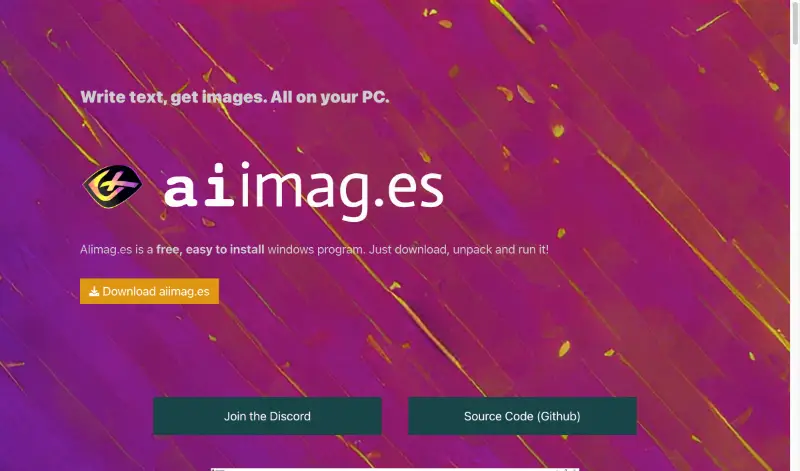 Write text, get images. All on your PC.
aiimag.es
AIimag.es is a free, easy to install windows program. Just download, unpack and run it!
Download aiimag.es
Join the Discord
Source Code (Github)